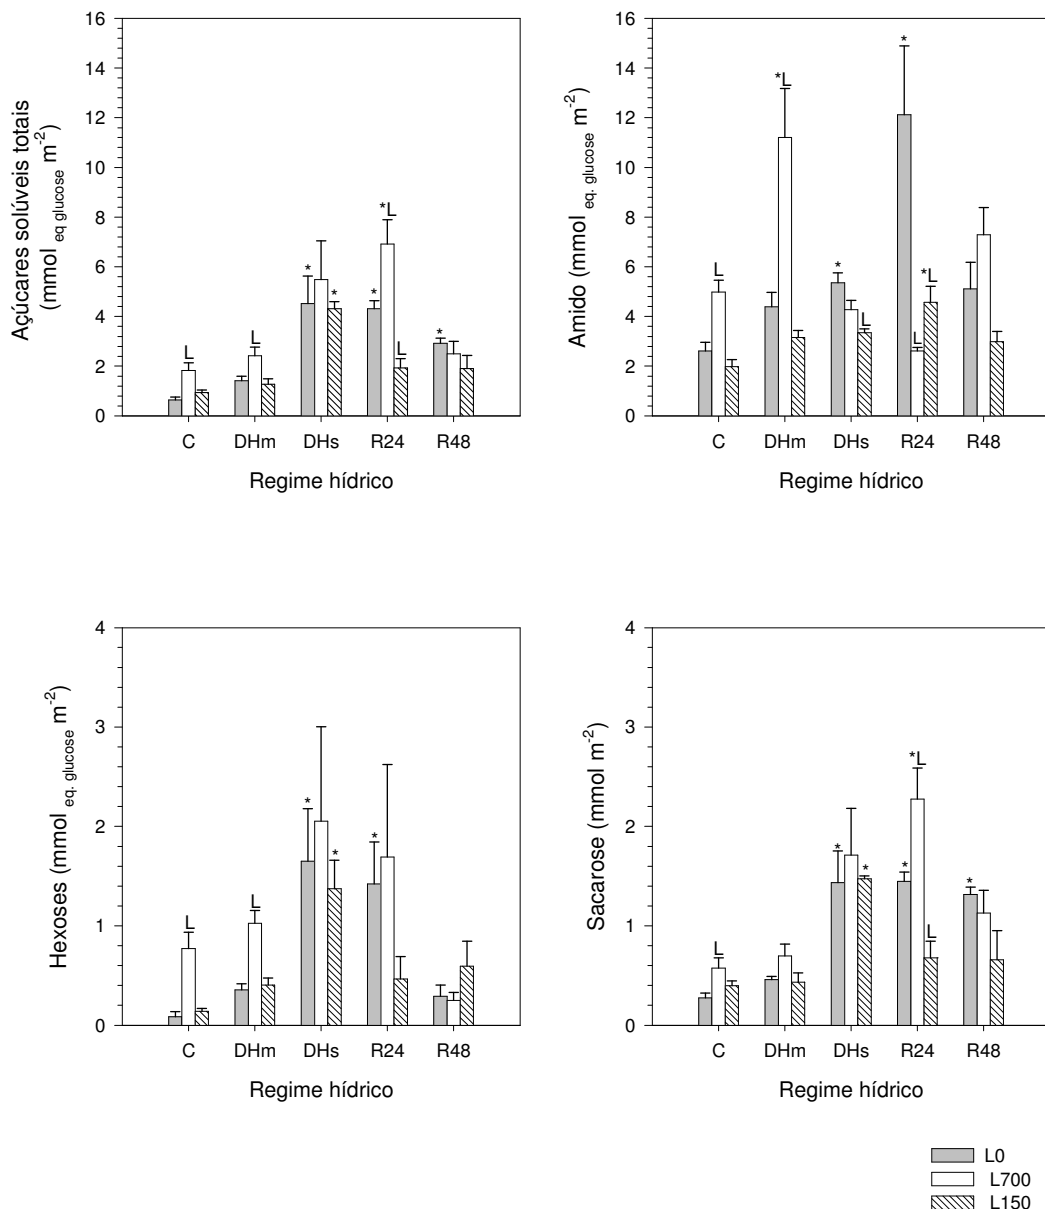 Açúcares solúveis totais
(mmol eq glucose m-2)
16
14
12
10
8
6
4
2
0
L
L
*
*
*
*L
L
*
C DHm DHs R24 R48
Regime hídrico
Amido (mmol eq. glucose m-2)
16
14
12
10
8
6
4
2
0
L
*L
*
L
*
L
*L
C DHm DHs R24 R48
Regime hídrico
Hexoses (mmol eq. glucose m-2)
4
3
2
1
0
L
L
*
*
*
C DHm DHs R24 R48
Regime hídrico
Sacarose (mmol m-2)
4
3
2
1
0
L
*
*
*
*L
L
*
C DHm DHs R24 R48
Regime hídrico
L0
L700
L150